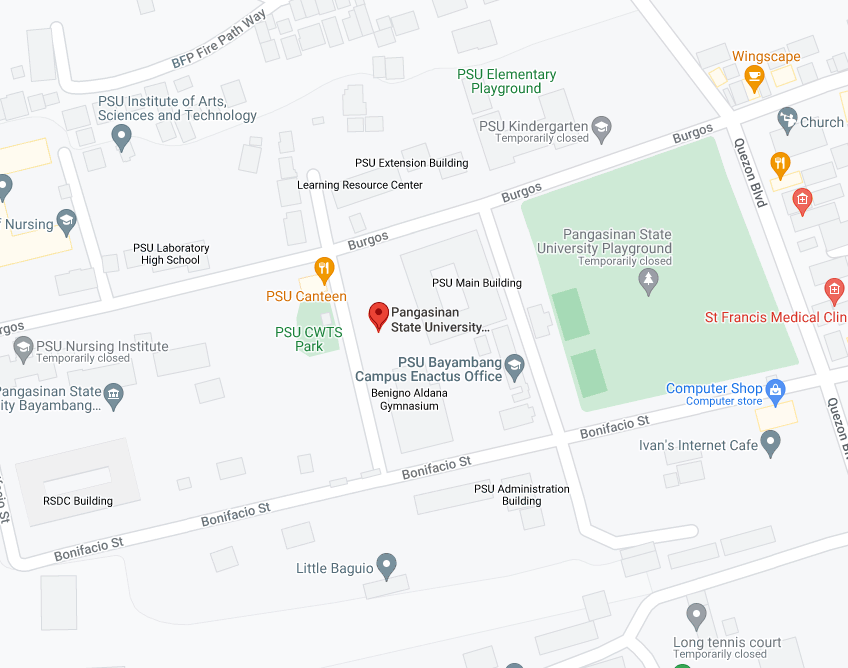 BFP Fire Path Way
Wingscape
PSU Elementary
Playground
PSU Institute of Arts,
Sciences and Technology
PSU Kindergarten
Temporarily closed
Burgos
Church
Quezon Blvd
PSU Extension Building
Learning Resource Center
Burgos
of Nursing
Pangasinan State
University Playground
Temporarily closed
Burgos
PSU Laboratory
High School
PSU Main Building
PSU Canteen
Pangasinan
State University...
St Francis Medical Clin
rgos
PSU CWTS
Park
PSU Nursing Institute
Temporarily closed
PSU Bayambang
Campus Enactus Office
Pangasinan State
ity Bayambang...
Benigno Aldana
Gymnasium
Computer Shop
Computer store
Quezon Bl
Bonifacio St
Ivan's Internet Cafe
Bonifacio St
RSDC Building
PSU Administration
Building
Bonifacio St
Bonifacio St
Little Baguio
Long tennis court
Temporarily closed